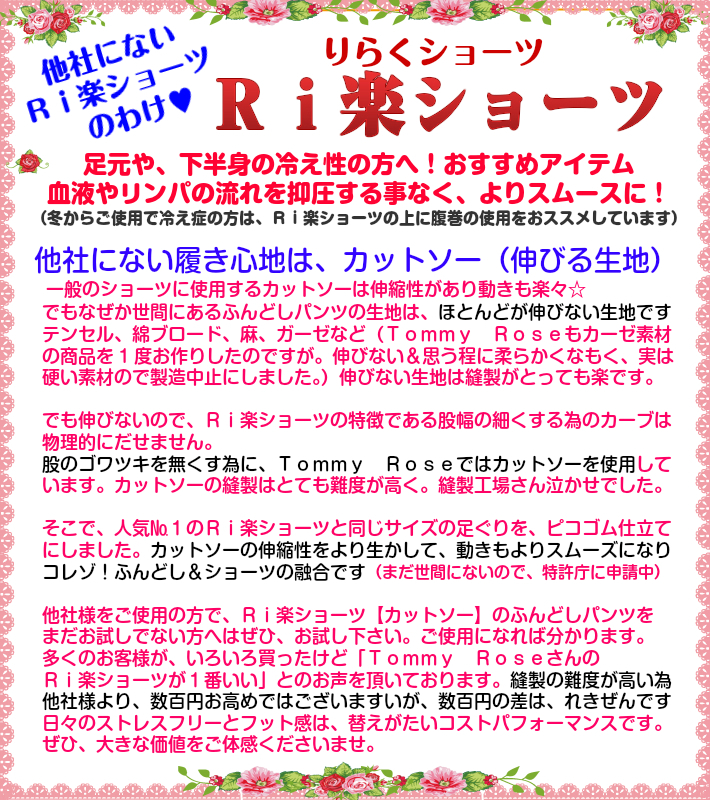 他社にない
Ｒｉ楽ショーツ
のわけ♥
りらくショーツ
Ｒｉ楽ショーツ
足元や、下半身の冷え性の方へ！おすすめアイテム
血液やリンパの流れを抑圧する事なく、よりスムースに！
（冬からご使用で冷え症の方は、Ｒｉ楽ショーツの上に腹巻の使用をおススメしています）
他社にない履き心地は、カットソー（伸びる生地）
一般のショーツに使用するカットソーは伸縮性があり動きも楽々☆
でもなぜか世間にあるふんどしパンツの生地は、ほとんどが伸びない生地です
テンセル、綿ブロード、麻、ガーゼなど（Ｔｏｍｍｙ　Ｒｏｓｅもカーゼ素材
の商品を１度お作りしたのですが。伸びない＆思う程に柔らかくなもく、実は
硬い素材ので製造中止にしました。）伸びない生地は縫製がとっても楽です。
でも伸びないので、Ｒｉ楽ショーツの特徴である股幅の細くする為のカーブは
物理的にだせません。
股のゴワツキを無くす為に、Ｔｏｍｍｙ　Ｒｏｓｅではカットソーを使用して
います。カットソーの縫製はとても難度が高く。縫製工場さん泣かせでした。
そこで、人気№１のＲｉ楽ショーツと同じサイズの足ぐりを、ピコゴム仕立て
にしました。カットソーの伸縮性をより生かして、動きもよりスムーズになり
コレゾ！ふんどし＆ショーツの融合です（まだ世間にないので、特許庁に申請中）
他社様をご使用の方で、Ｒｉ楽ショーツ【カットソー】のふんどしパンツを
まだお試しでない方へはぜひ、お試し下さい。ご使用になれば分かります。
多くのお客様が、いろいろ買ったけど「Ｔｏｍｍｙ　Ｒｏｓｅさんの
Ｒｉ楽ショーツが１番いい」とのお声を頂いております。縫製の難度が高い為
他社様より、数百円お高めではございますいが、数百円の差は、れきぜんです
日々のストレスフリーとフット感は、替えがたいコストパフォーマンスです。
ぜひ、大きな価値をご体感くださいませ。